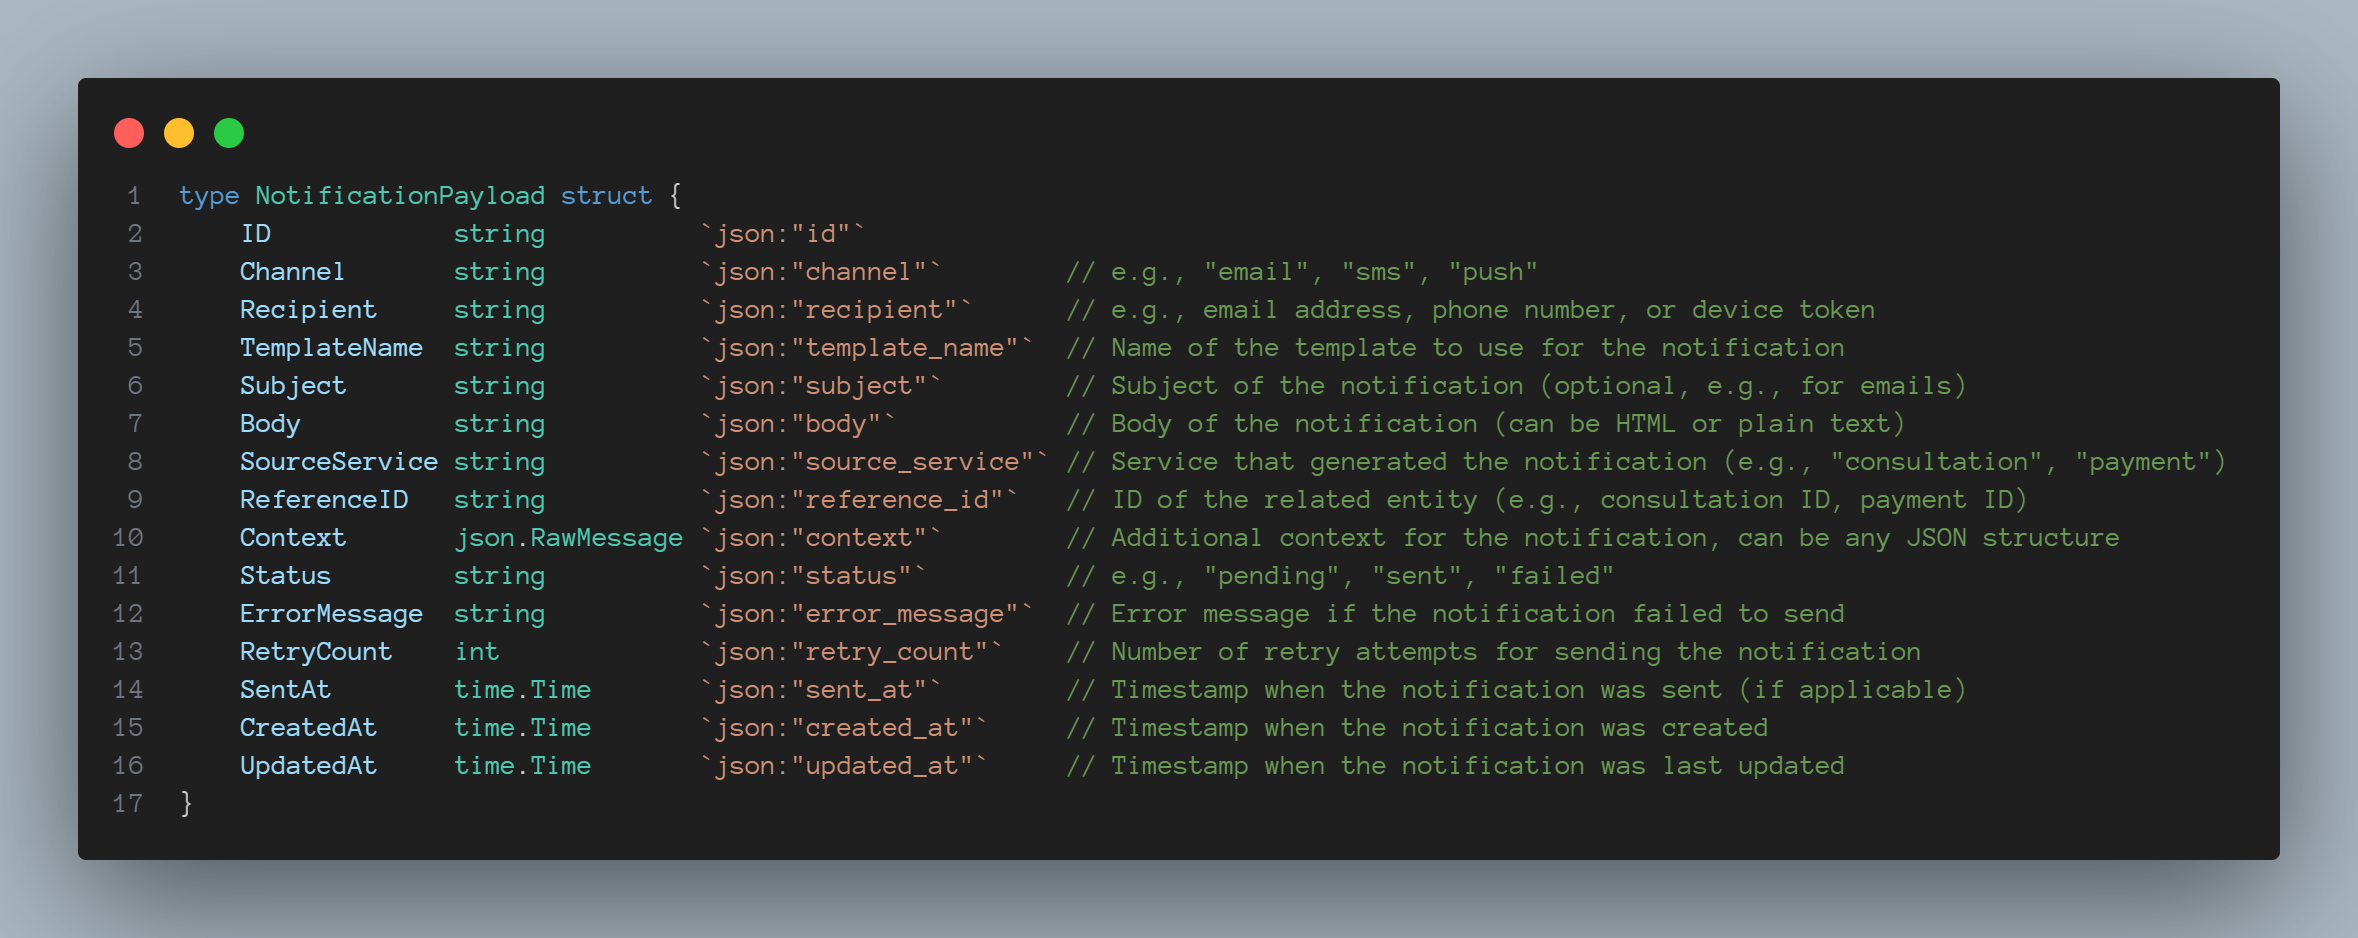 1 type NotificationPayload struct {
2     ID            string          `json:"id"`
3     Channel       string          `json:"channel"`        // e.g., "email", "sms", "push"
4     Recipient     string          `json:"recipient"`      // e.g., email address, phone number, or device token
5     TemplateName  string          `json:"template_name"`  // Name of the template to use for the notification
6     Subject       string          `json:"subject"`        // Subject of the notification (optional, e.g., for emails)
7     Body          string          `json:"body"`           // Body of the notification (can be HTML or plain text)
8     SourceService string          `json:"source_service"` // Service that generated the notification (e.g., "consultation", "payment")
9     ReferenceID   string          `json:"reference_id"`   // ID of the related entity (e.g., consultation ID, payment ID)
10     Context       json.RawMessage `json:"context"`        // Additional context for the notification, can be any JSON structure
11     Status        string          `json:"status"`         // e.g., "pending", "sent", "failed"
12     ErrorMessage  string          `json:"error_message"`  // Error message if the notification failed to send
13     RetryCount    int             `json:"retry_count"`    // Number of retry attempts for sending the notification
14     SentAt        time.Time       `json:"sent_at"`        // Timestamp when the notification was sent (if applicable)
15     CreatedAt     time.Time       `json:"created_at"`     // Timestamp when the notification was created
16     UpdatedAt     time.Time       `json:"updated_at"`     // Timestamp when the notification was last updated
17 }